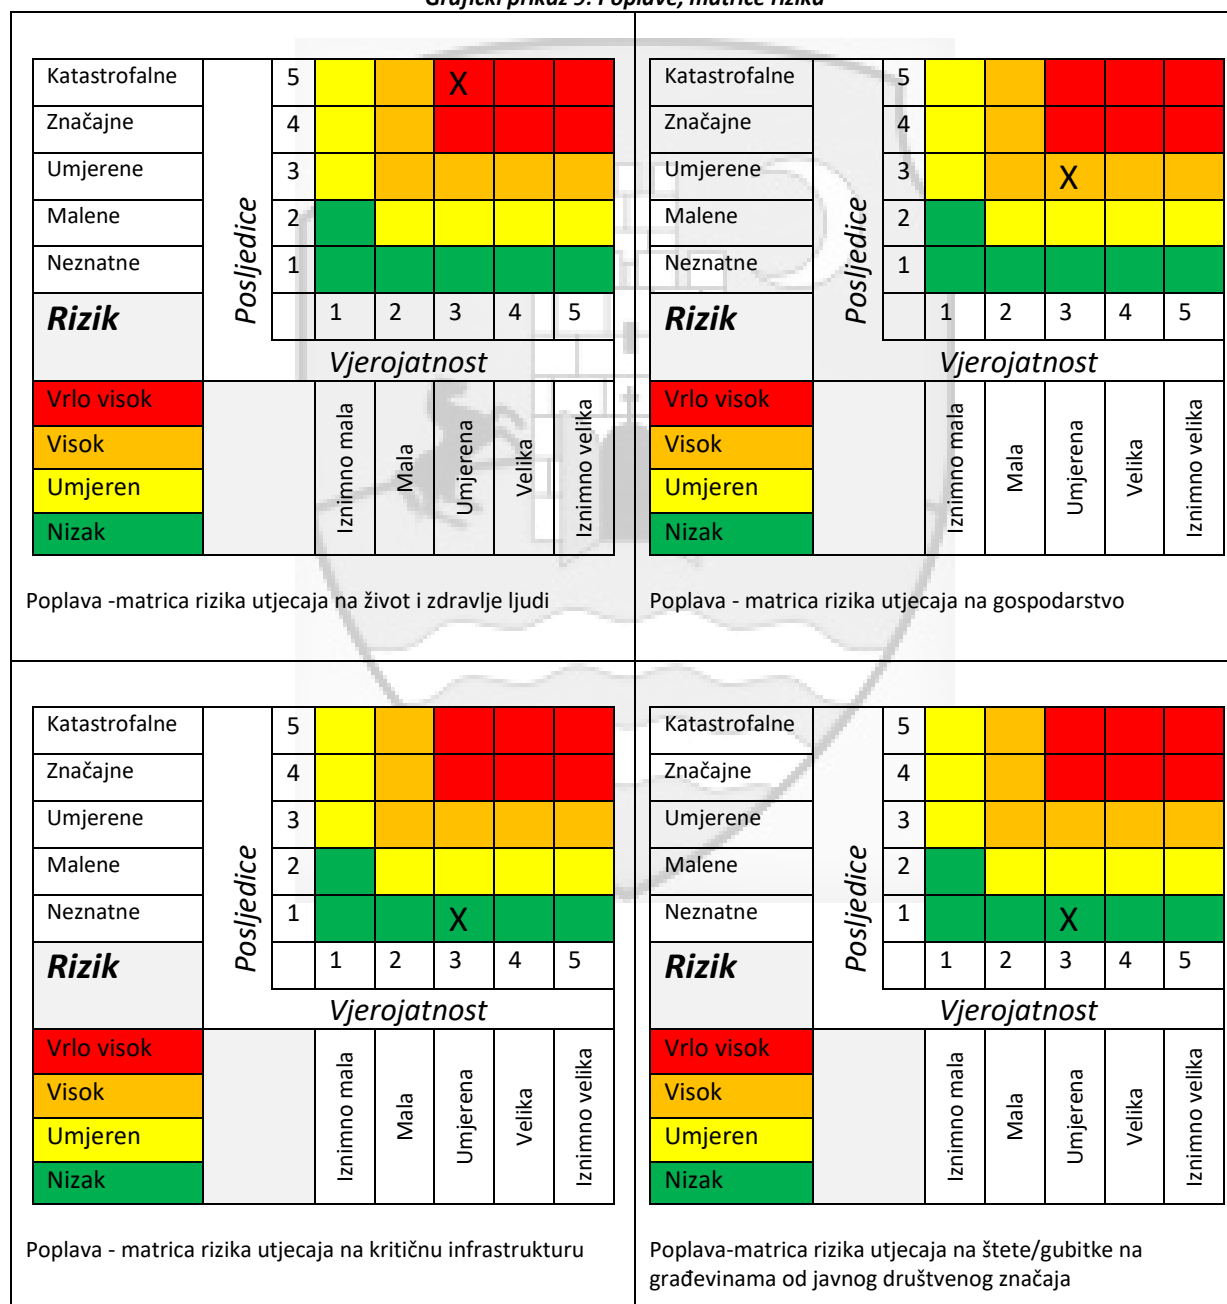 Grafički prikaz 9. Poplave, matrice rizika
Katastrofalne 5 X
Značajne 4
Umjerene 3
Malene 2
Neznatne 1
Posljedice
Rizik 1 2 3 4 5
Vjerojatnost
Vrlo visok
Visok
Umjeren
Nizak
Iznimno mala
Mala
Umjerena
Velika
Iznimno velika
Poplava -matrica rizika utjecaja na život i zdravlje ljudi
Katastrofalne 5
Značajne 4
Umjerene 3 X
Malene 2
Neznatne 1
Posljedice
Rizik 1 2 3 4 5
Vjerojatnost
Vrlo visok
Visok
Umjeren
Nizak
Iznimno mala
Mala
Umjerena
Velika
Iznimno velika
Poplava - matrica rizika utjecaja na gospodarstvo
Katastrofalne 5
Značajne 4
Umjerene 3
Malene 2
Neznatne 1 X
Posljedice
Rizik 1 2 3 4 5
Vjerojatnost
Vrlo visok
Visok
Umjeren
Nizak
Iznimno mala
Mala
Umjerena
Velika
Iznimno velika
Poplava - matrica rizika utjecaja na kritičnu infrastrukturu
Katastrofalne 5
Značajne 4
Umjerene 3
Malene 2
Neznatne 1 X
Posljedice
Rizik 1 2 3 4 5
Vjerojatnost
Vrlo visok
Visok
Umjeren
Nizak
Iznimno mala
Mala
Umjerena
Velika
Iznimno velika
Poplava-matrica rizika utjecaja na štete/gubitke na
građevinama od javnog društvenog značaja